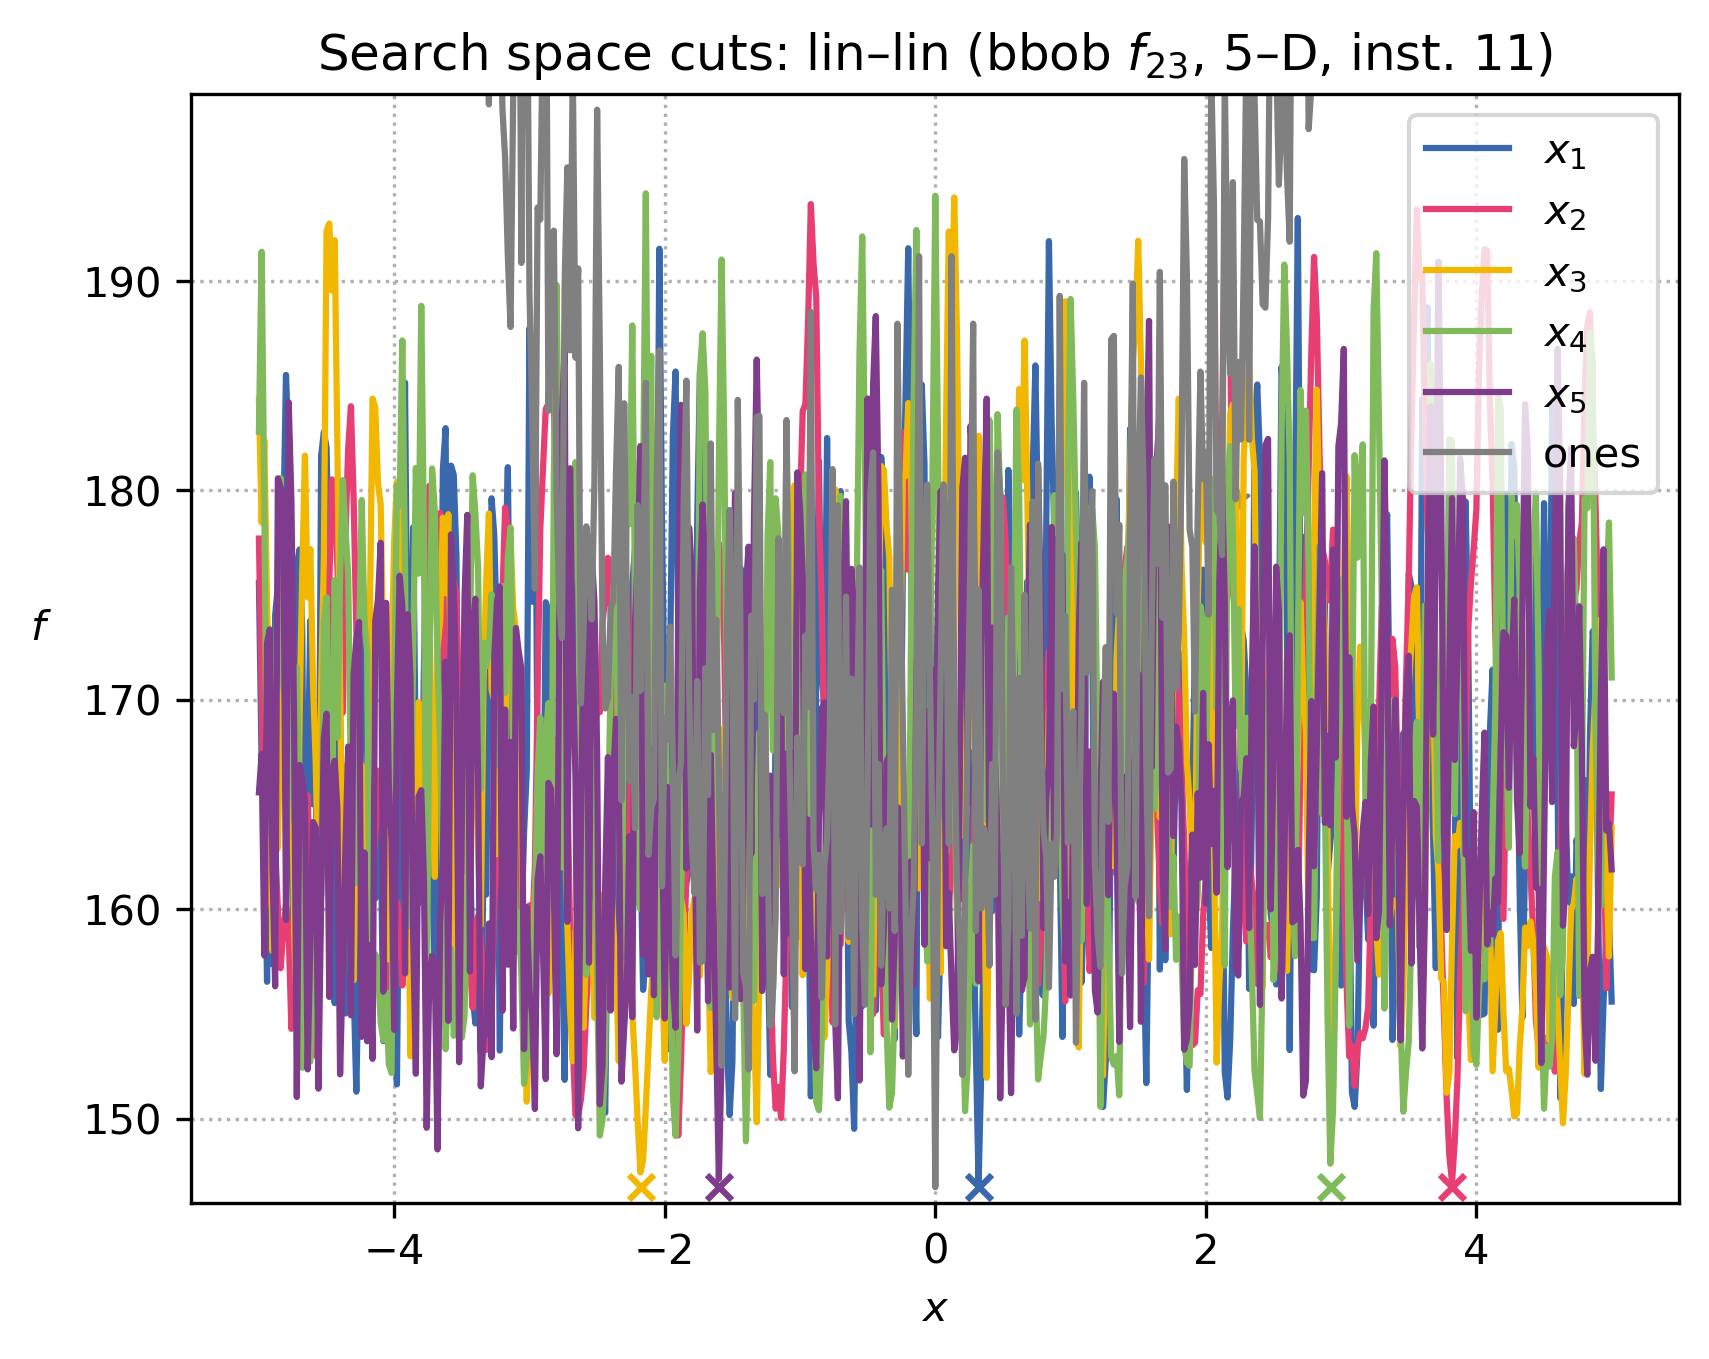 Search space cuts: lin–lin (bbob f23, 5–D, inst. 11)
190
180
170
160
150
f
−4
−2
0
2
4
x
x1
x2
x3
x4
x5
ones